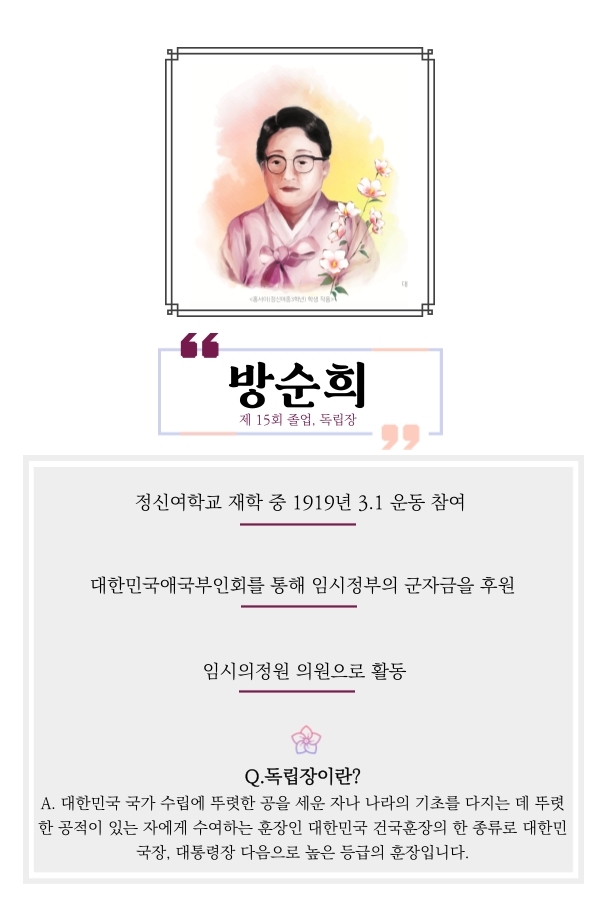 대
<홍서이(정신여중3학년) 학생 작품>
방순희
제 15회 졸업, 독립장
정신여학교 재학 중 1919년 3.1 운동 참여
대한민국애국부인회를 통해 임시정부의 군자금을 후원
임시의정원 의원으로 활동
Q.독립장이란?
A. 대한민국 국가 수립에 뚜렷한 공을 세운 자나 나라의 기초를 다지는 데 뚜렷
한 공적이 있는 자에게 수여하는 훈장인 대한민국 건국훈장의 한 종류로 대한민
국장, 대통령장 다음으로 높은 등급의 훈장입니다.